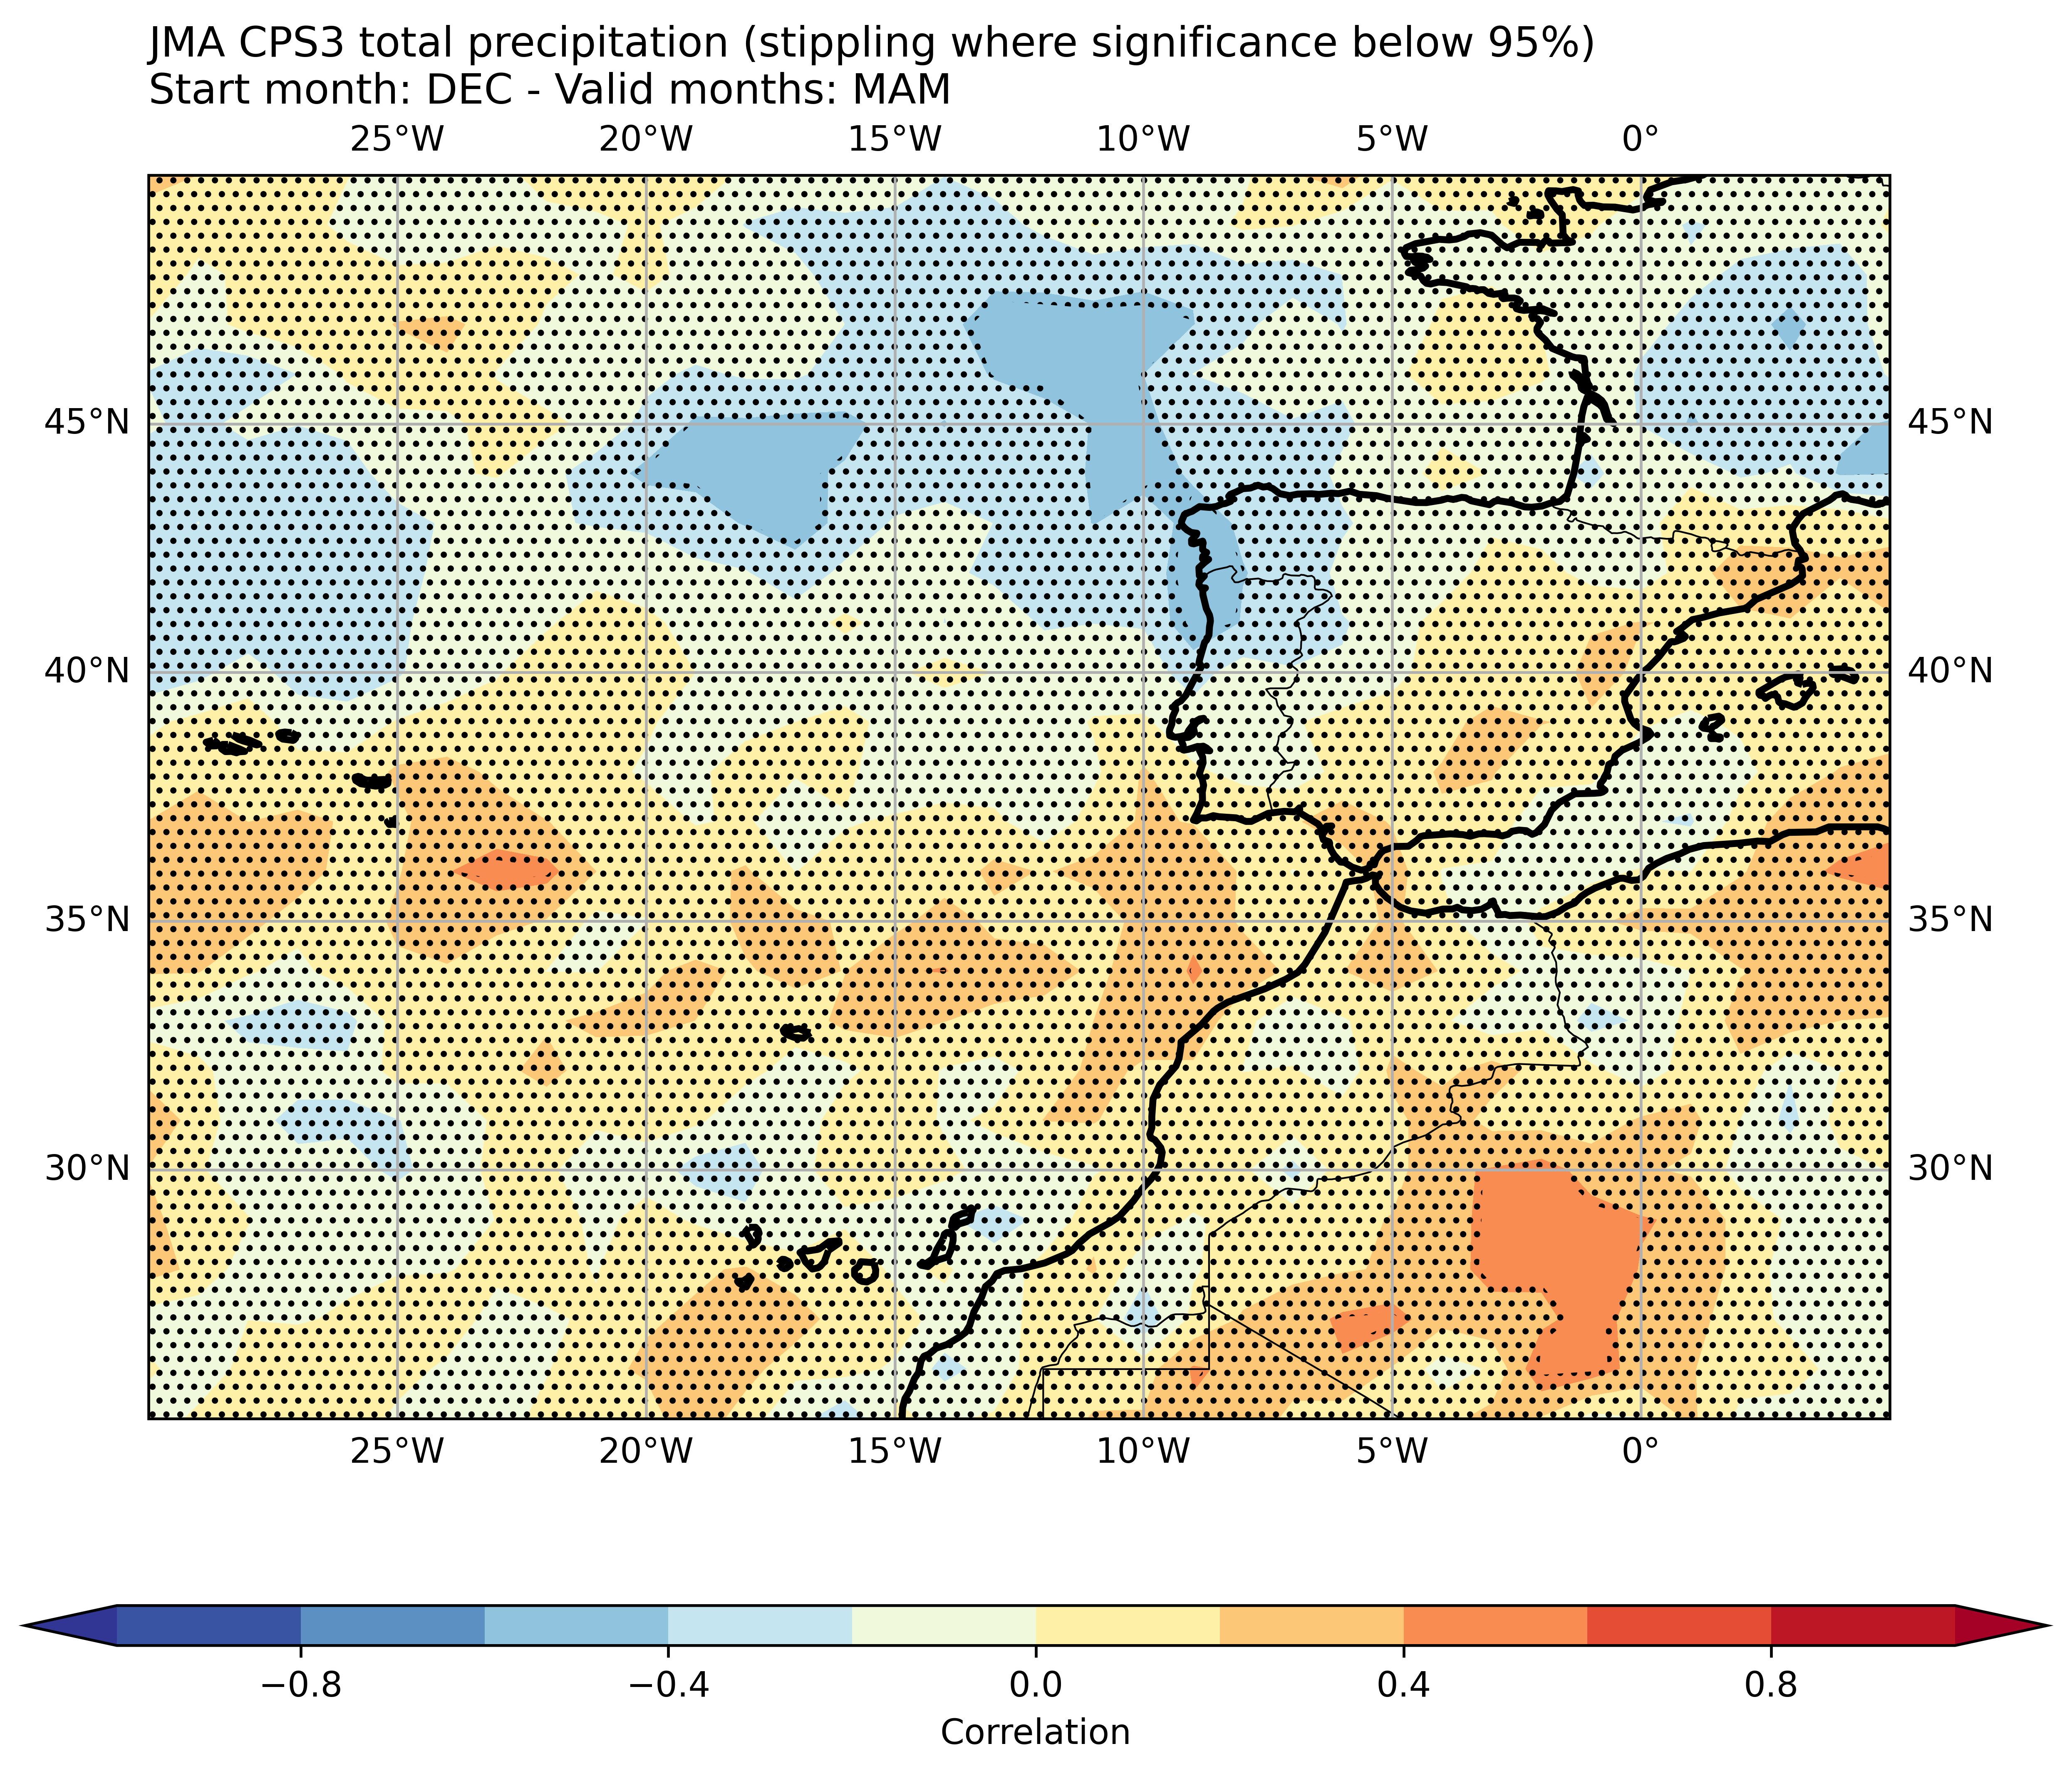 JMA CPS3 total precipitation (stippling where significance below 95%)
Start month: DEC - Valid months: MAM
25°W 20°W 15°W 10°W 5°W 0°
45°N 45°N
40°N 40°N
35°N 35°N
30°N 30°N
25°W 20°W 15°W 10°W 5°W 0°
−0.8 −0.4 0.0 0.4 0.8
Correlation